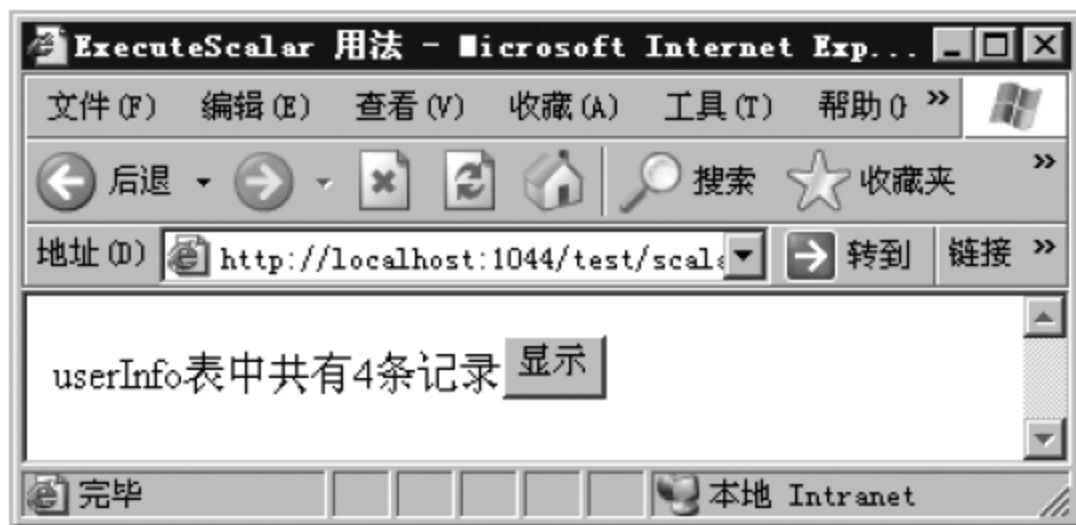 ExecuteScalar 用法 - Microsoft Internet Exp...
文件(F) 编辑(E) 查看(V) 收藏(A) 工具(T) 帮助( »
后退 搜索 收藏夹 »
地址(D) http://localhost:1044/test/scal 转到 链接 »
userInfo表中共有4条记录 显示
完毕 本地 Intranet